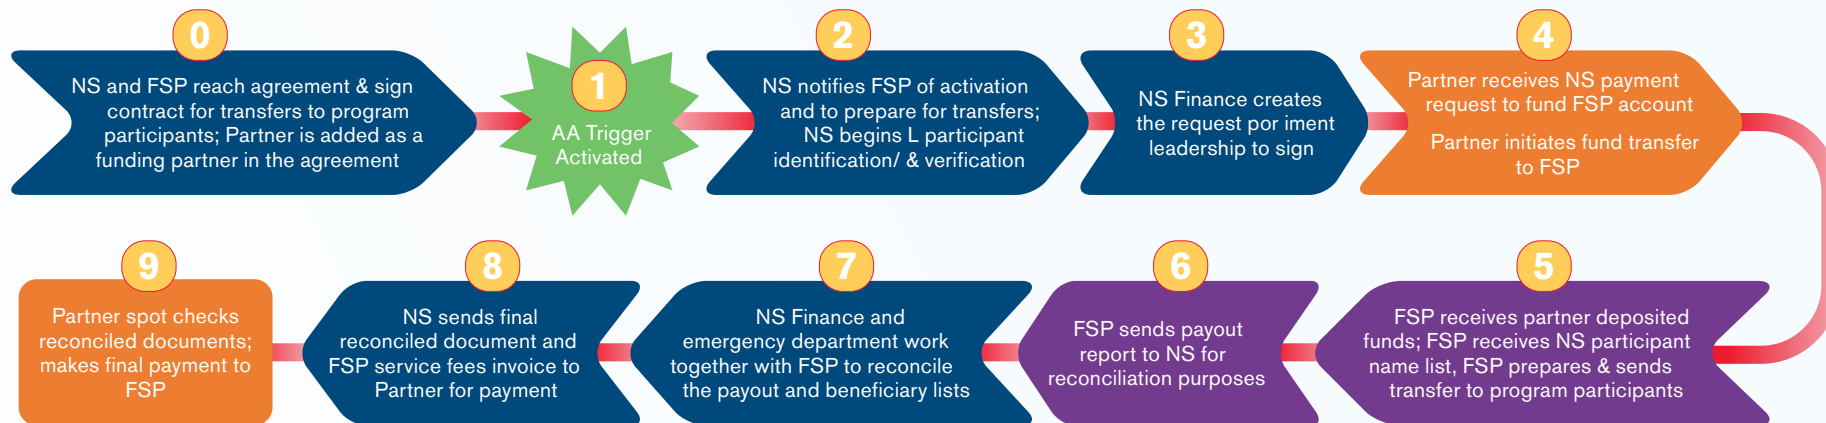 0
NS and FSP reach agreement & sign
contract for transfers to program
participants; Partner is added as a
funding partner in the agreement
1
AA Trigger
Activated
2
NS notifies FSP of activation
and to prepare for transfers;
NS begins L participant
identification/ & verification
3
NS Finance creates
the request por iment
leadership to sign
4
Partner receives NS payment
request to fund FSP account
Partner initiates fund transfer
to FSP
5
FSP receives partner deposited
funds; FSP receives NS participant
name list, FSP prepares & sends
transfer to program participants
6
FSP sends payout
report to NS for
reconciliation purposes
7
NS Finance and
emergency department work
together with FSP to reconcile
the payout and beneficiary lists
8
NS sends final
reconciled document and
FSP service fees invoice to
Partner for payment
9
Partner spot checks
reconciled documents;
makes final payment to
FSP